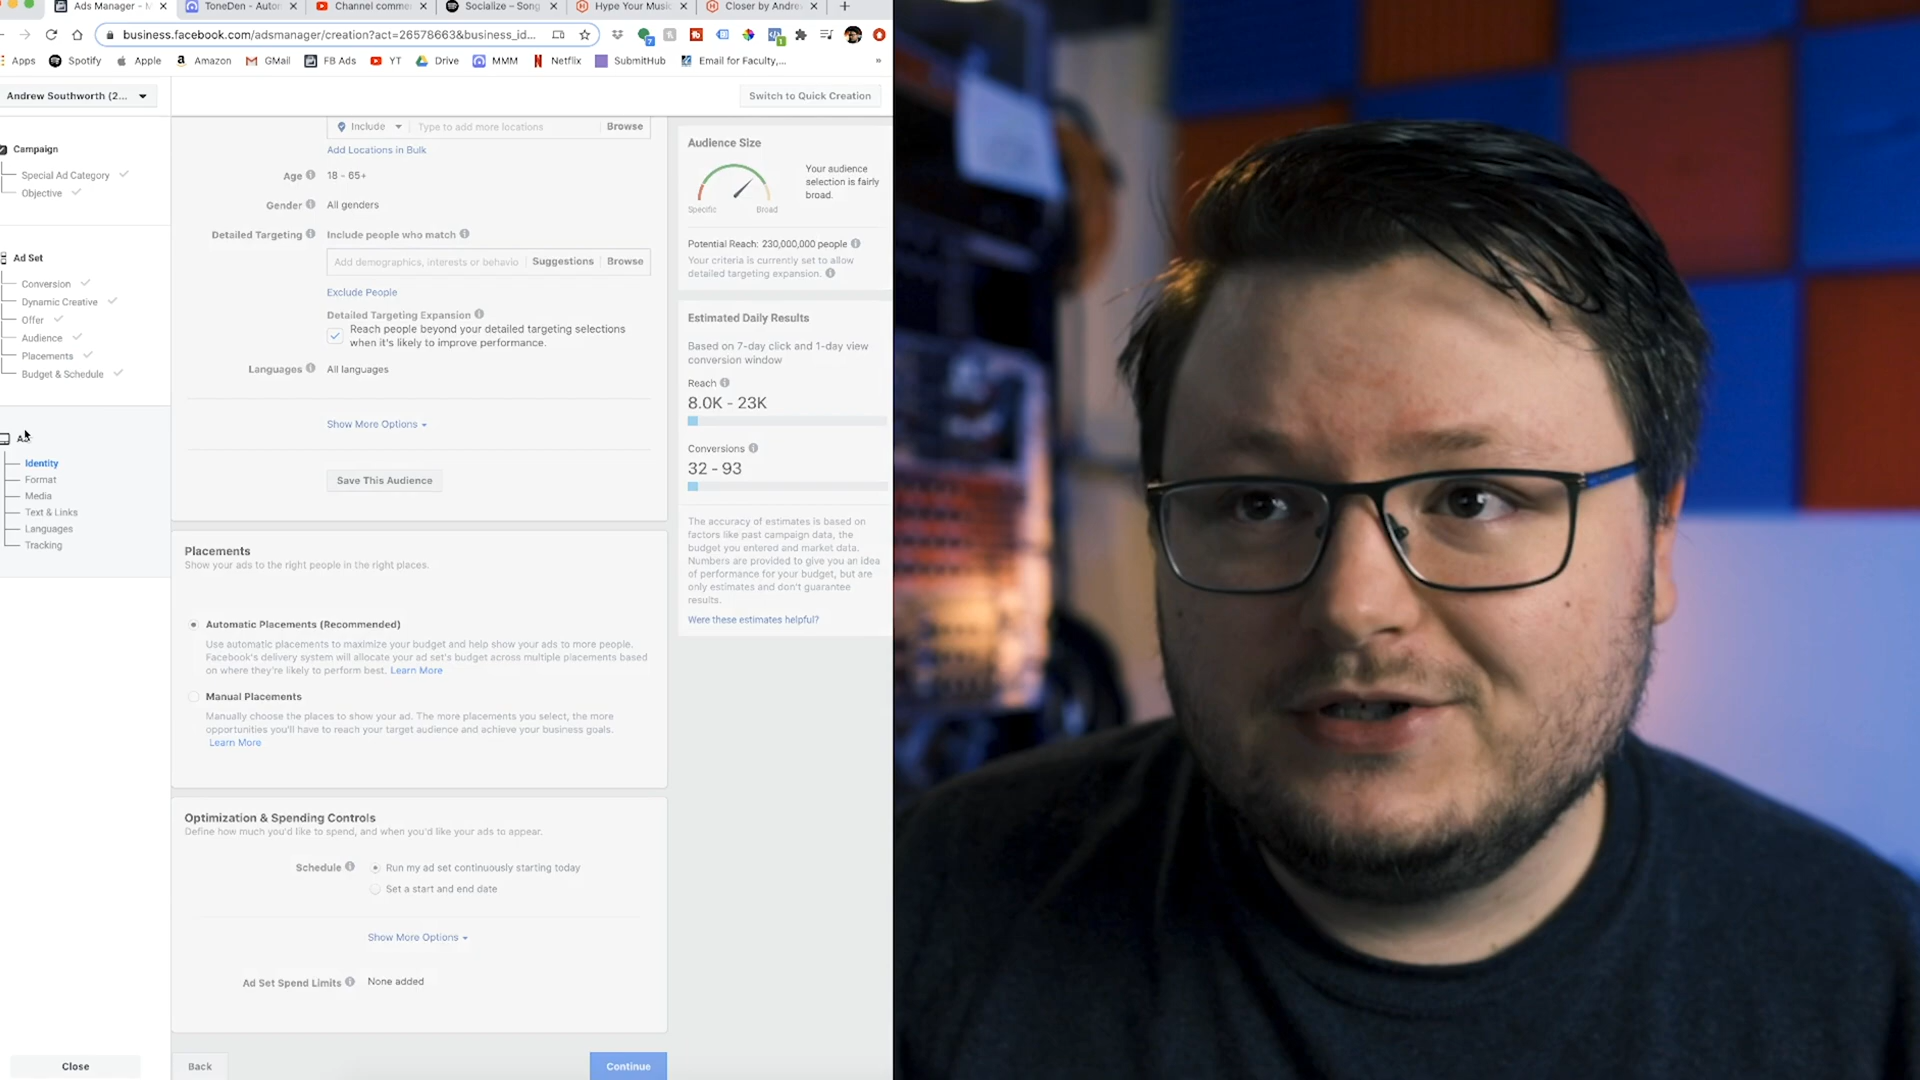 Ads Manager - M
ToneDen - Autom
Channel comme
Socialize – Song
Hype Your Music
Closer by Andrew
business.facebook.com/adsmanager/creation?act=26578663&business_id...
Apps
Spotify
Apple
Amazon
GMail
FB Ads
YT
Drive
MMM
Netflix
SubmitHub
Email for Faculty,...
»
Andrew Southworth (2...
Switch to Quick Creation
Campaign
Special Ad Category
Objective
Ad Set
Conversion
Dynamic Creative
Offer
Audience
Placements
Budget & Schedule
Identity
Format
Media
Text & Links
Languages
Tracking
Close
Include
Type to add more locations
Browse
Add Locations in Bulk
Age
18 - 65+
Gender
All genders
Detailed Targeting
Include people who match
Add demographics, interests or behavio
Suggestions
Browse
Exclude People
Detailed Targeting Expansion
Reach people beyond your detailed targeting selections
when it's likely to improve performance.
Languages
All languages
Show More Options
Save This Audience
Placements
Show your ads to the right people in the right places.
Automatic Placements (Recommended)
Use automatic placements to maximize your budget and help show your ads to more people.
Facebook's delivery system will allocate your ad set's budget across multiple placements based
on where they're likely to perform best. Learn More
Manual Placements
Manually choose the places to show your ad. The more placements you select, the more
opportunities you'll have to reach your target audience and achieve your business goals.
Learn More
Optimization & Spending Controls
Define how much you'd like to spend, and when you'd like your ads to appear.
Schedule
Run my ad set continuously starting today
Set a start and end date
Show More Options
Ad Set Spend Limits
None added
Back
Continue
Audience Size
Specific
Broad
Your audience
selection is fairly
broad.
Potential Reach: 230,000,000 people
Your criteria is currently set to allow
detailed targeting expansion.
Estimated Daily Results
Based on 7-day click and 1-day view
conversion window
Reach
8.0K - 23K
Conversions
32 - 93
The accuracy of estimates is based on
factors like past campaign data, the
budget you entered and market data.
Numbers are provided to give you an idea
of performance for your budget, but are
only estimates and don't guarantee
results.
Were these estimates helpful?